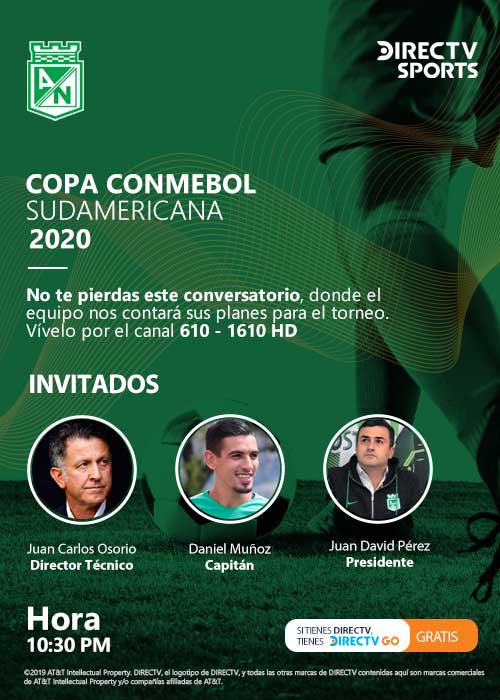 AN
DIRECTV
SPORTS
COPA CONMEBOL
SUDAMERICANA
2020
No te pierdas este conversatorio, donde el
equipo nos contará sus planes para el torneo.
Vívelo por el canal 610 - 1610 HD
INVITADOS
Juan Carlos Osorio
Director Técnico
Daniel Muñoz
Capitán
Juan David Pérez
Presidente
Hora
10:30 PM
SI TIENES DIRECTV,
TIENES DIRECTV GO
GRATIS
©2019 AT&T Intellectual Property. DIRECTV, el logotipo de DIRECTV, y todas las otras marcas de DIRECTV contenidas aquí son marcas comerciales
de AT&T Intellectual Property y/o compañías afiliadas de AT&T.